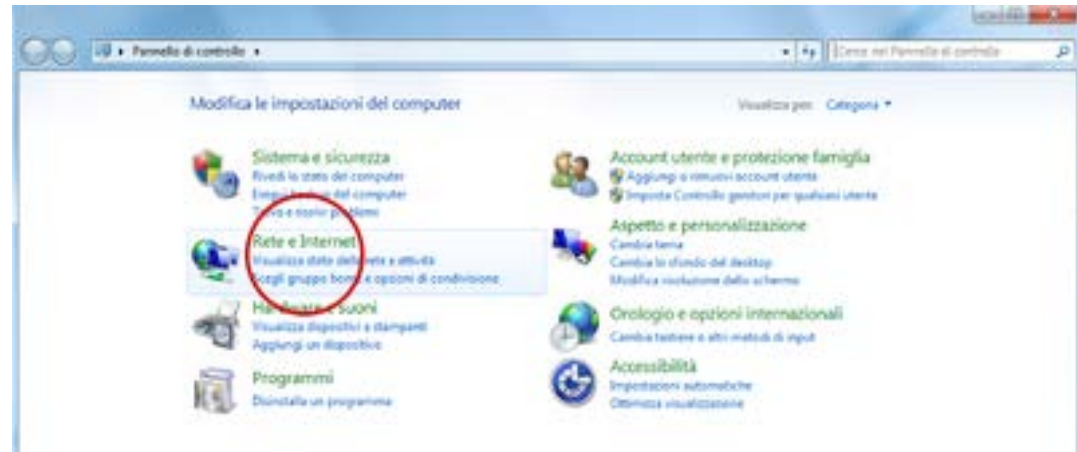 Pannello di controllo
Cerca nel Pannello di controllo
Modifica le impostazioni del computer
Visualizza per: Categoria
Sistema e sicurezza
Rivedi lo stato del computer
Esegui backup del computer
Trova e risolvi problemi
Rete e Internet
Visualizza stato della rete e attività
Scegli gruppo home e opzioni di condivisione
Hardware e suoni
Visualizza dispositivi e stampanti
Aggiungi un dispositivo
Programmi
Disinstalla un programma
Account utente e protezione famiglia
Aggiungi o rimuovi account utente
Imposta Controllo genitori per qualsiasi utente
Aspetto e personalizzazione
Cambia tema
Cambia lo sfondo del desktop
Modifica risoluzione dello schermo
Orologio e opzioni internazionali
Cambia tastiere o altri metodi di input
Accessibilità
Impostazioni automatiche
Ottimizza visualizzazione